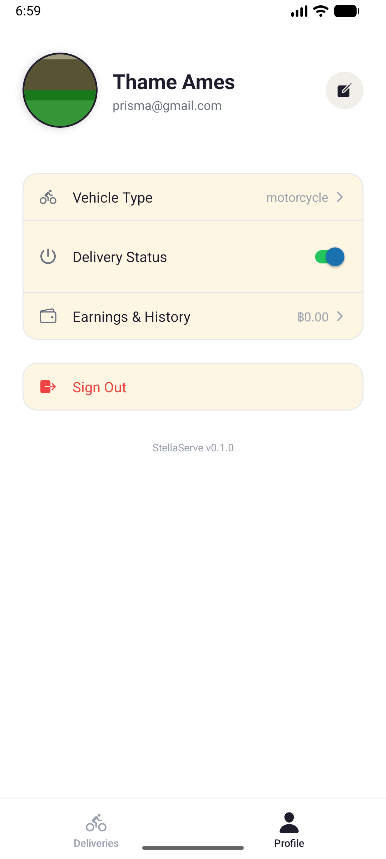 6:59
Thame Ames
prisma@gmail.com
Vehicle Type
motorcycle
Delivery Status
Earnings & History
฿0.00
Sign Out
StellaServe v0.1.0
Deliveries
Profile